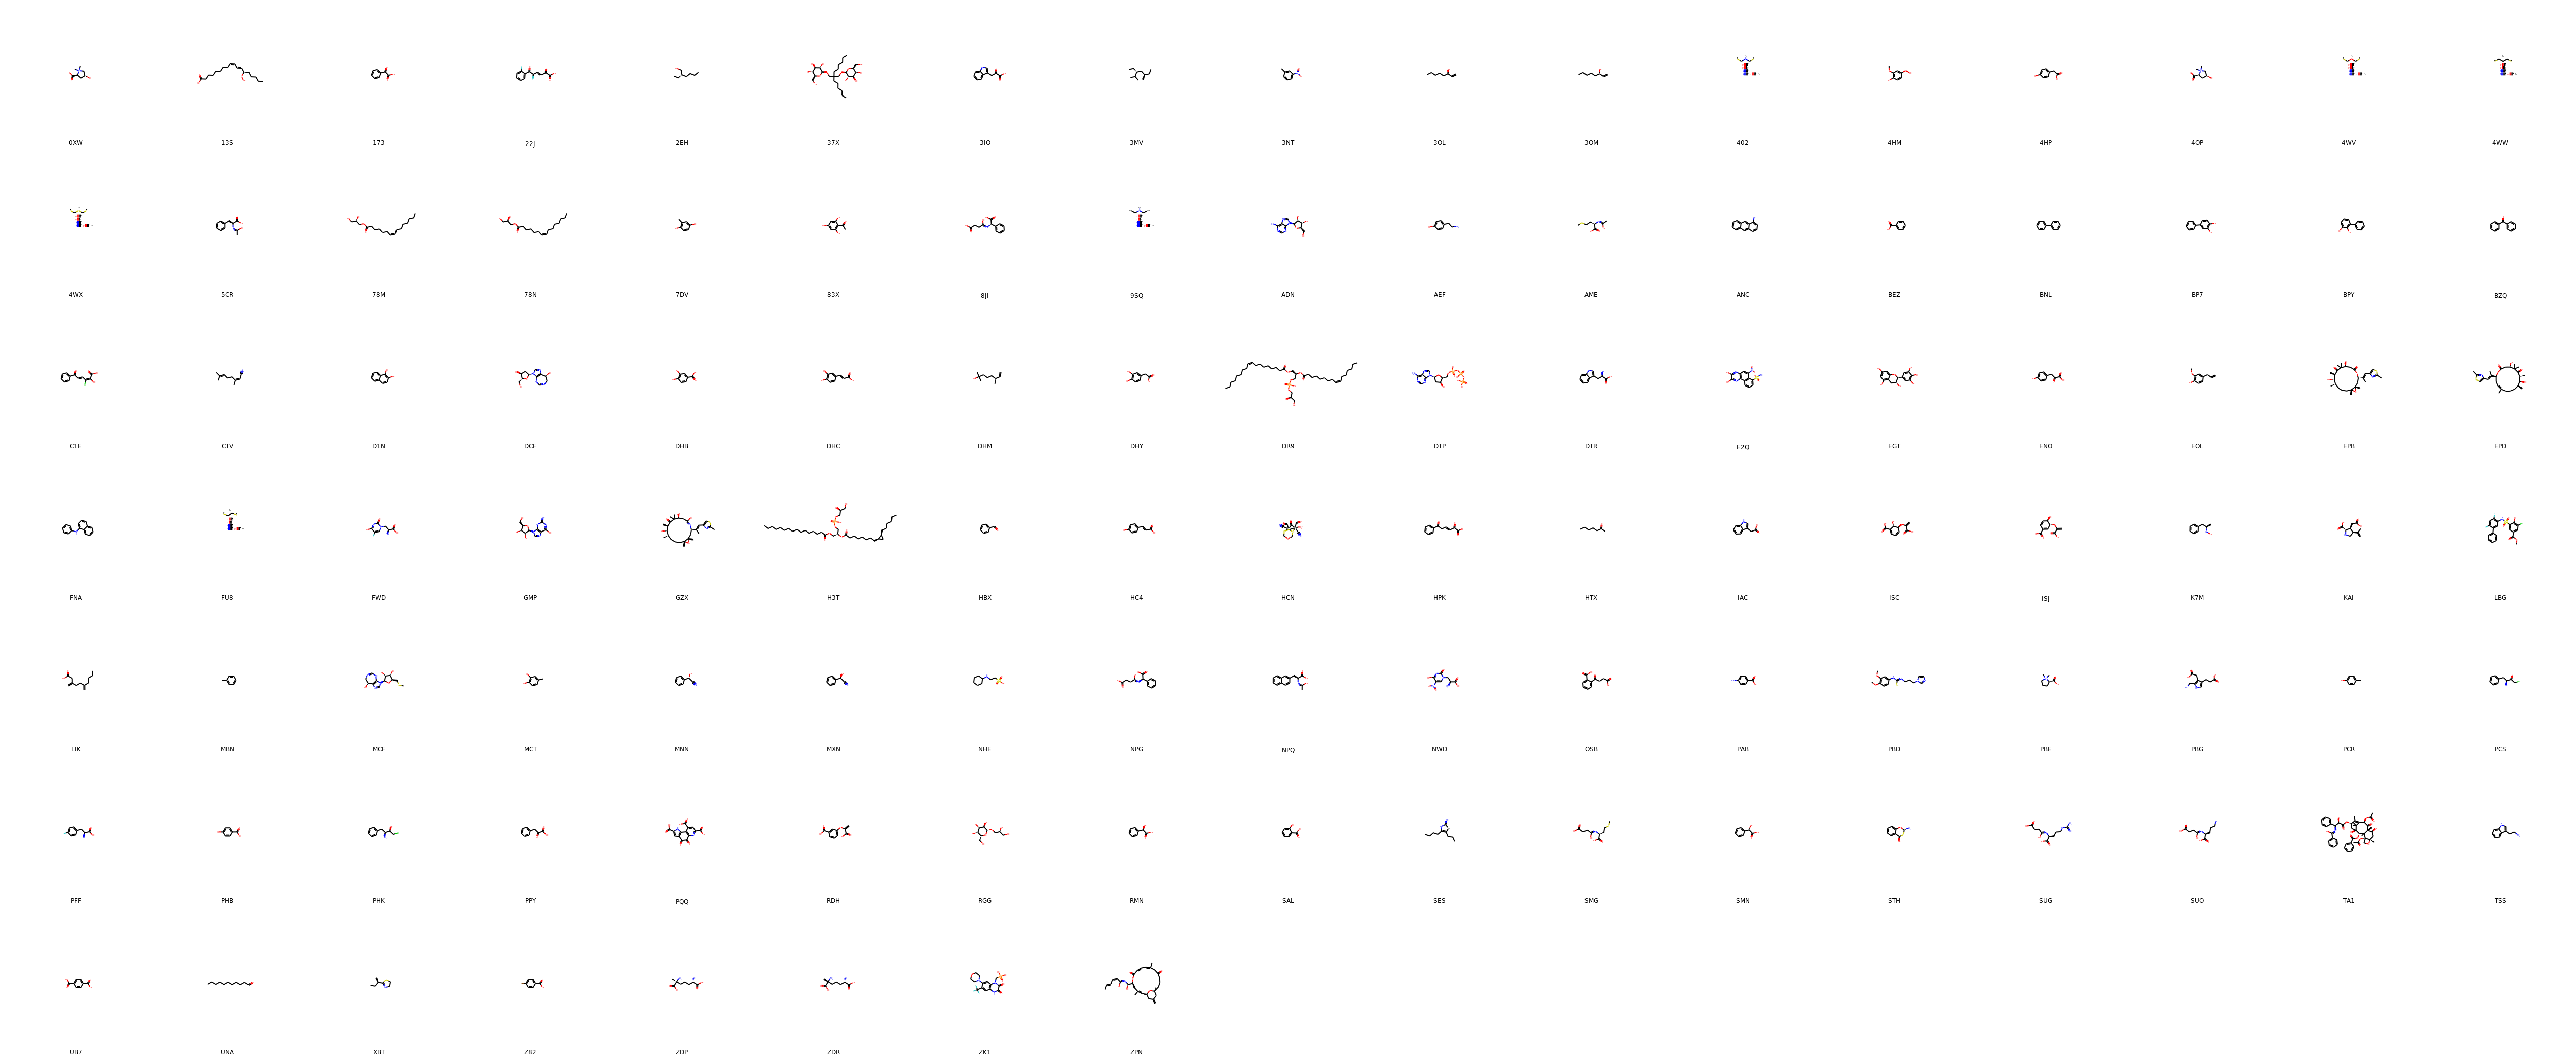 0XW 13S 173 22J 2EH 37X 3IO 3MV 3NT 3OL 3OM 402 4HM 4HP 4OP 4WV 4WW
4WX 5CR 78M 78N 7DV 83X 8JI 9SQ ADN AEF AME ANC BEZ BNL BP7 BPY BZQ
C1E CTV D1N DCF DHB DHC DHM DHY DR9 DTP DTR E2Q EGT ENO EOL EPB EPD
FNA FU8 FWD GMP GZX H3T HBX HC4 HCN HPK HTX IAC ISC ISJ K7M KAI LBG
LIK MBN MCF MCT MNN MXN NHE NPG NPQ NWD OSB PAB PBD PBE PBG PCR PCS
PFF PHB PHK PPY PQQ RDH RGG RMN SAL SES SMG SMN STH SUG SUO TA1 TSS
UB7 UNA XBT Z82 ZDP ZDR ZK1 ZPN